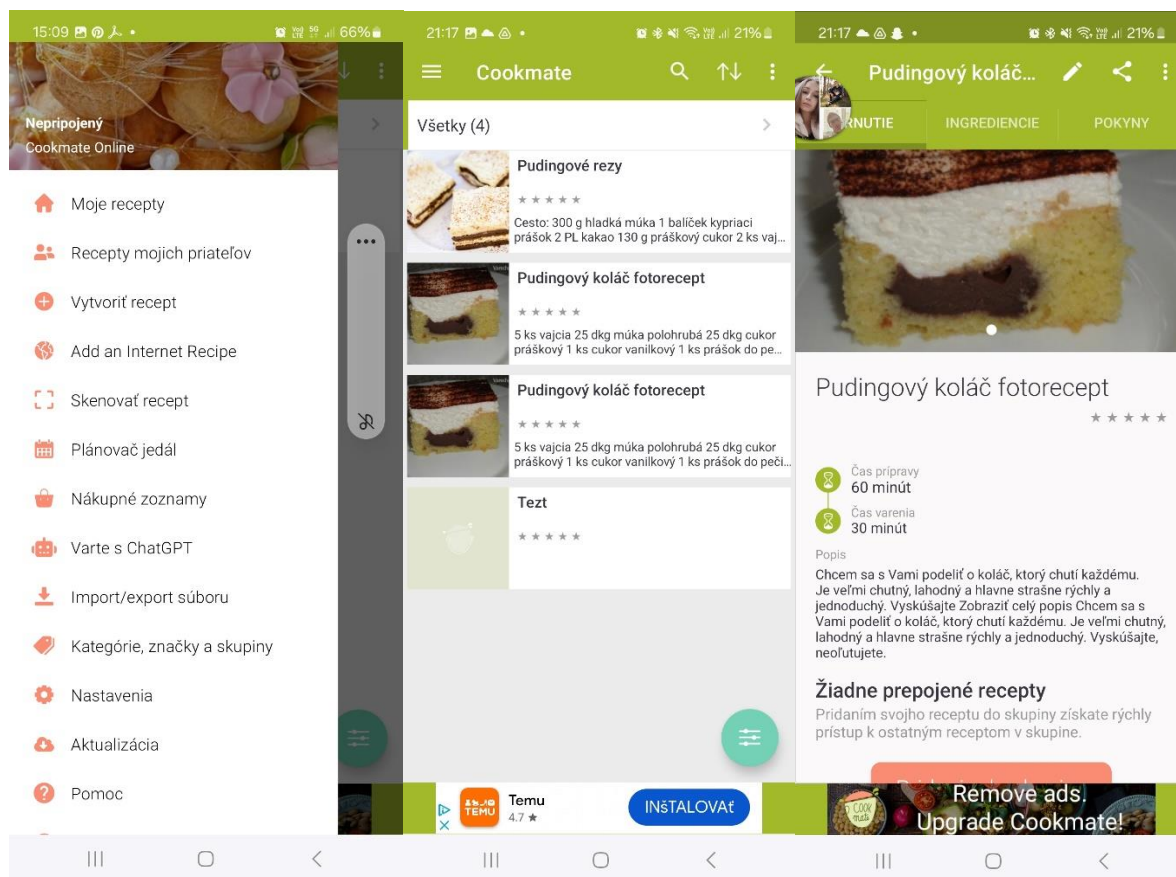 15:09
66%
Nepripojený
Cookmate Online
Moje recepty
Recepty mojich priateľov
Vytvoriť recept
Add an Internet Recipe
Skenovať recept
Plánovač jedál
Nákupné zoznamy
Varte s ChatGPT
Import/export súboru
Kategórie, značky a skupiny
Nastavenia
Aktualizácia
Pomoc
21:17
21%
Cookmate
Všetky (4)
Pudingové rezy
Cesto: 300 g hladká múka 1 balíček kypriaci
prášok 2 PL kakao 130 g práškový cukor 2 ks vaj...
Pudingový koláč fotorecept
5 ks vajcia 25 dkg múka polohrubá 25 dkg cukor
práškový 1 ks cukor vanilkový 1 ks prášok do pe...
Pudingový koláč fotorecept
5 ks vajcia 25 dkg múka polohrubá 25 dkg cukor
práškový 1 ks cukor vanilkový 1 ks prášok do peči...
Tezt
TEMU
Temu
4.7 ★
INŠTALOVAŤ
21:17
21%
Pudingový koláč...
RNUTIE INGREDIENCIE POKYNY
Pudingový koláč fotorecept
Čas prípravy
60 minút
Čas varenia
30 minút
Popis
Chcem sa s Vami podeliť o koláč, ktorý chutí každému.
Je veľmi chutný, lahodný a hlavne strašne rýchly a
jednoduchý. Vyskúšajte Zobraziť celý popis Chcem sa s
Vami podeliť o koláč, ktorý chutí každému. Je veľmi chutný,
lahodný a hlavne strašne rýchly a jednoduchý. Vyskúšajte,
neoľutujete.
Žiadne prepojené recepty
Pridaním svojho receptu do skupiny získate rýchly
prístup k ostatným receptom v skupine.
COOK
mate
Remove ads.
Upgrade Cookmate!